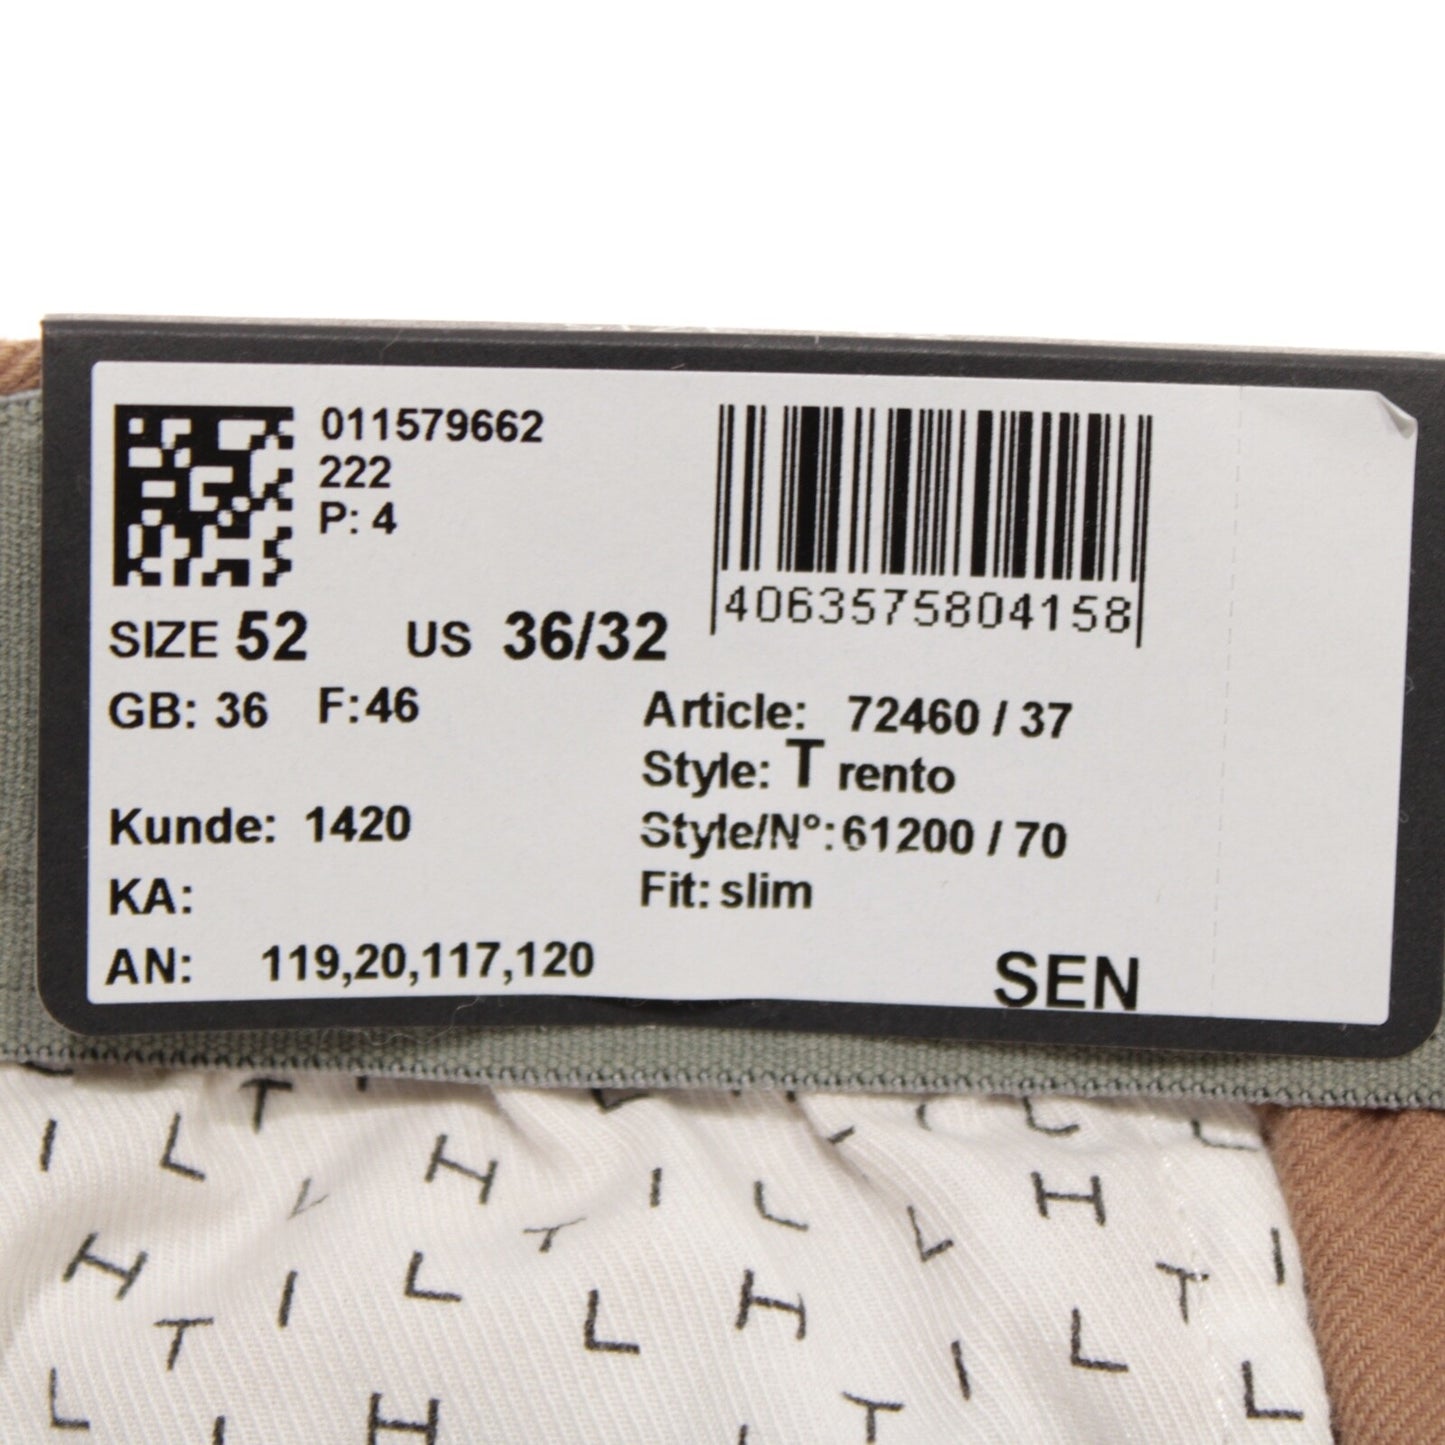 011579662
222
P: 4
4063575804158
SIZE 52 US 36/32
GB: 36 F:46
Article: 72460 / 37
Style: Trento
Style/N°:61200 / 70
Fit: slim
Kunde: 1420
KA:
AN: 119,20,117,120
SEN